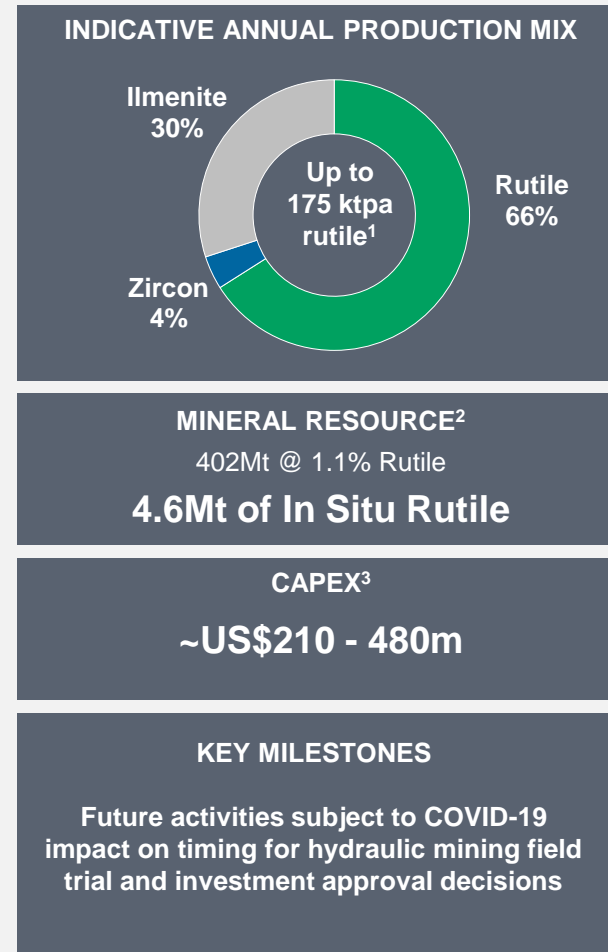 INDICATIVE ANNUAL PRODUCTION MIX
Ilmenite
30%
Up to
175 ktpa
rutile¹
Rutile
66%
Zircon
4%
MINERAL RESOURCE²
402Mt @ 1.1% Rutile
4.6Mt of In Situ Rutile
CAPEX³
~US$210 - 480m
KEY MILESTONES
Future activities subject to COVID-19
impact on timing for hydraulic mining field
trial and investment approval decisions